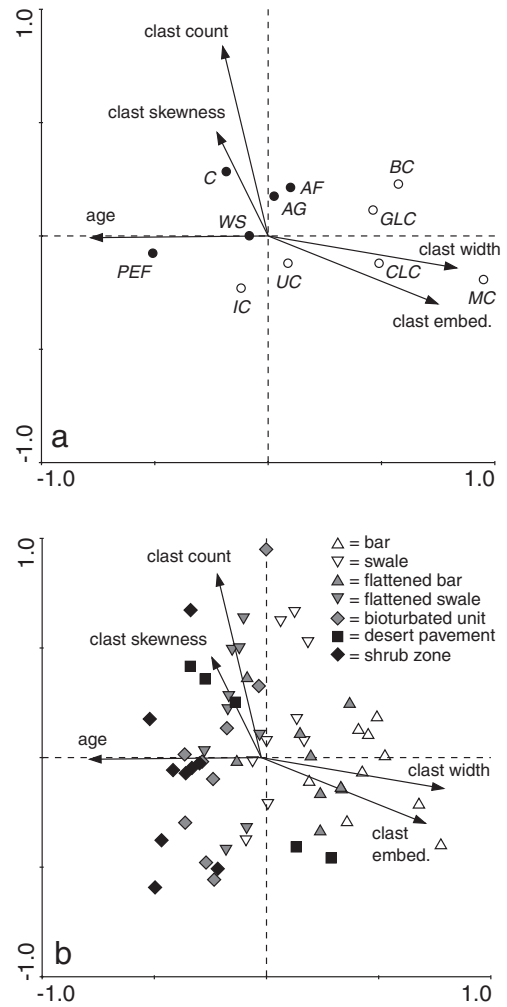 1.0
clast count
clast skewness
C
BC
AF
AG
GLC
age
WS
clast width
PEF
UC
CLC
IC
MC
clast embed.
a
-1.0
-1.0
1.0
1.0
clast count
= bar
= swale
= flattened bar
= flattened swale
= bioturbated unit
= desert pavement
= shrub zone
clast skewness
age
clast width
clast
embed.
b
-1.0
-1.0
1.0